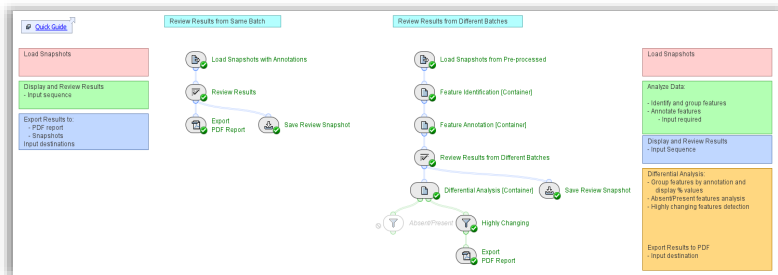 Quick Guide
Review Results from Same Batch
Review Results from Different Batches
Load Snapshots
Display and Review Results
- Input sequence
Export Results to:
- PDF report
- Snapshots
Input destinations
Load Snapshots with Annotations
Review Results
Export
PDF Report
Save Review Snapshot
Load Snapshots from Pre-processed
Feature Identification [Container]
Feature Annotation [Container]
Review Results from Different Batches
Differential Analysis [Container]
Save Review Snapshot
Absent/Present
Highly Changing
Export
PDF Report
Load Snapshots
Analyze Data:
- Identify and group features
- Annotate features
- Input required
Display and Review Results
- Input Sequence
Differential Analysis:
- Group features by annotation and
display % values
- Absent/Present features analysis
- Highly changing features detection
Export Results to PDF
- Input destination